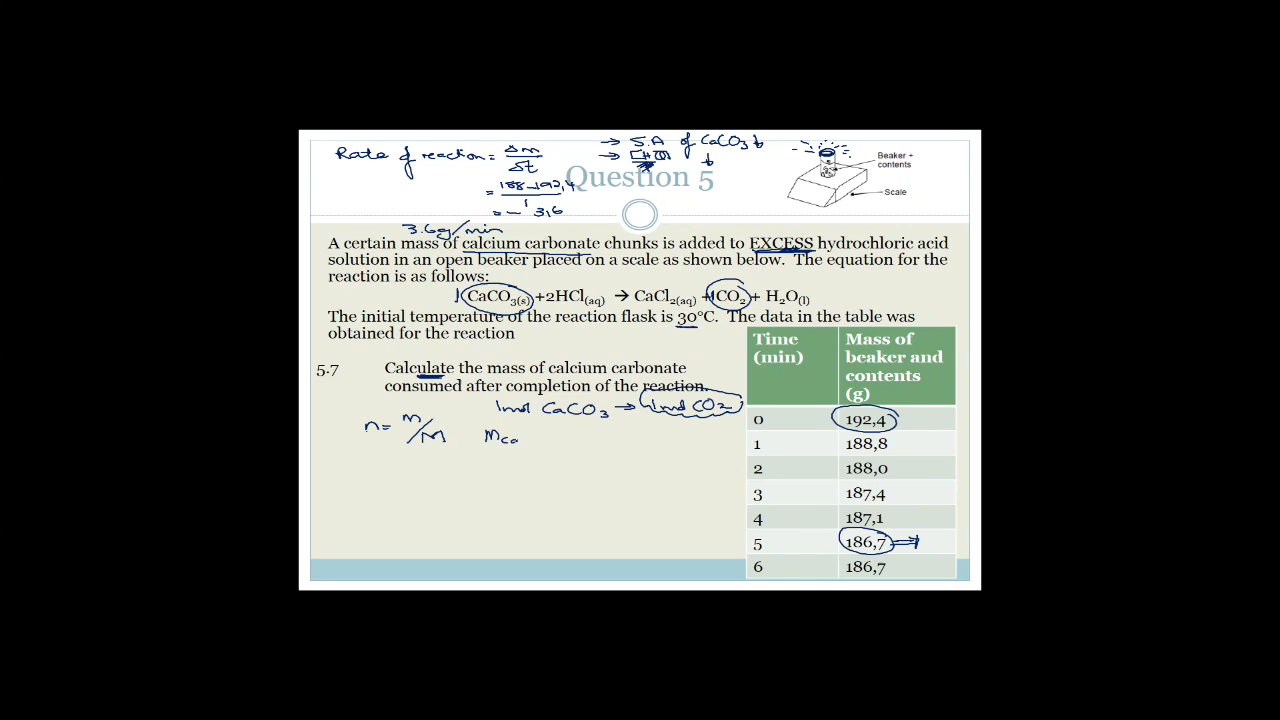 Rate of reaction = Δm/Δt
= 188-192,4/1
= - 3,6
3.6g/min
→ S.A of CaCO3
→
Question 5
Beaker + contents
Scale
A certain mass of calcium carbonate chunks is added to EXCESS hydrochloric acid
solution in an open beaker placed on a scale as shown below. The equation for the
reaction is as follows:
1 CaCO3(s) +2HCl(aq) → CaCl2(aq) +1CO2 + H2O(l)
The initial temperature of the reaction flask is 30°C. The data in the table was
obtained for the reaction
5.7 Calculate the mass of calcium carbonate
consumed after completion of the reaction.
1mol CaCO3 → 1mol CO2
n= m/M Mco
Time (min) Mass of beaker and contents (g)
0 192,4
1 188,8
2 188,0
3 187,4
4 187,1
5 186,7 →
6 186,7